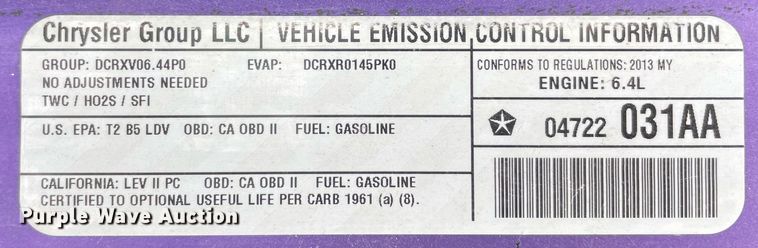 Chrysler Group LLC VEHICLE EMISSION CONTROL INFORMATION
GROUP: DCRXV06.44P0 EVAP: DCRXR0145PK0
NO ADJUSTMENTS NEEDED
TWC / HO2S / SFI
CONFORMS TO REGULATIONS: 2013 MY
ENGINE: 6.4L
U.S. EPA: T2 B5 LDV OBD: CA OBD II FUEL: GASOLINE
04722 031AA
CALIFORNIA: LEV II PC OBD: CA OBD II FUEL: GASOLINE
CERTIFIED TO OPTIONAL USEFUL LIFE PER CARB 1961 (a) (8).
Purple Wave Auction